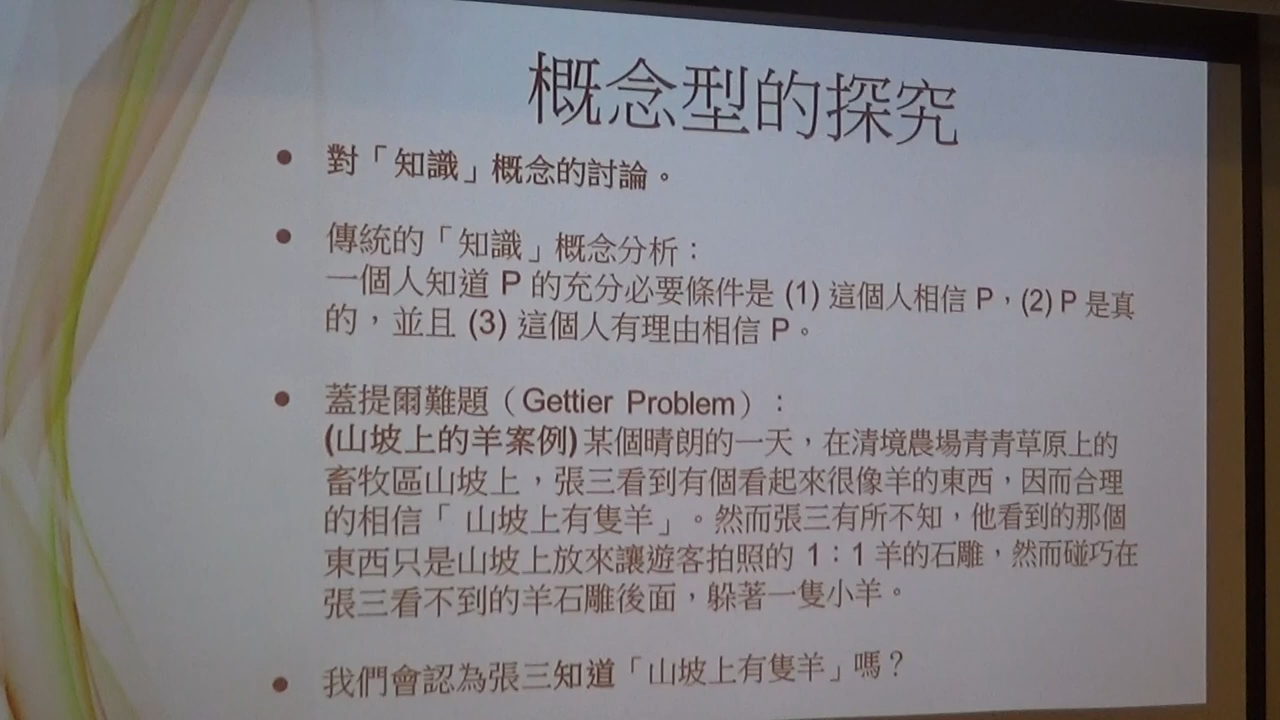 概念型的探究
• 對「知識」概念的討論。
• 傳統的「知識」概念分析：
一個人知道 P 的充分必要條件是 (1) 這個人相信 P，(2) P 是真
的，並且 (3) 這個人有理由相信 P。
• 蓋提爾難題（Gettier Problem）：
(山坡上的羊案例) 某個晴朗的一天，在清境農場青青草原上的
畜牧區山坡上，張三看到有個看起來很像羊的東西，因而合理
的相信「 山坡上有隻羊」。然而張三有所不知，他看到的那個
東西只是山坡上放來讓遊客拍照的 1：1 羊的石雕，然而碰巧在
張三看不到的羊石雕後面，躲著一隻小羊。
• 我們會認為張三知道「山坡上有隻羊」嗎？